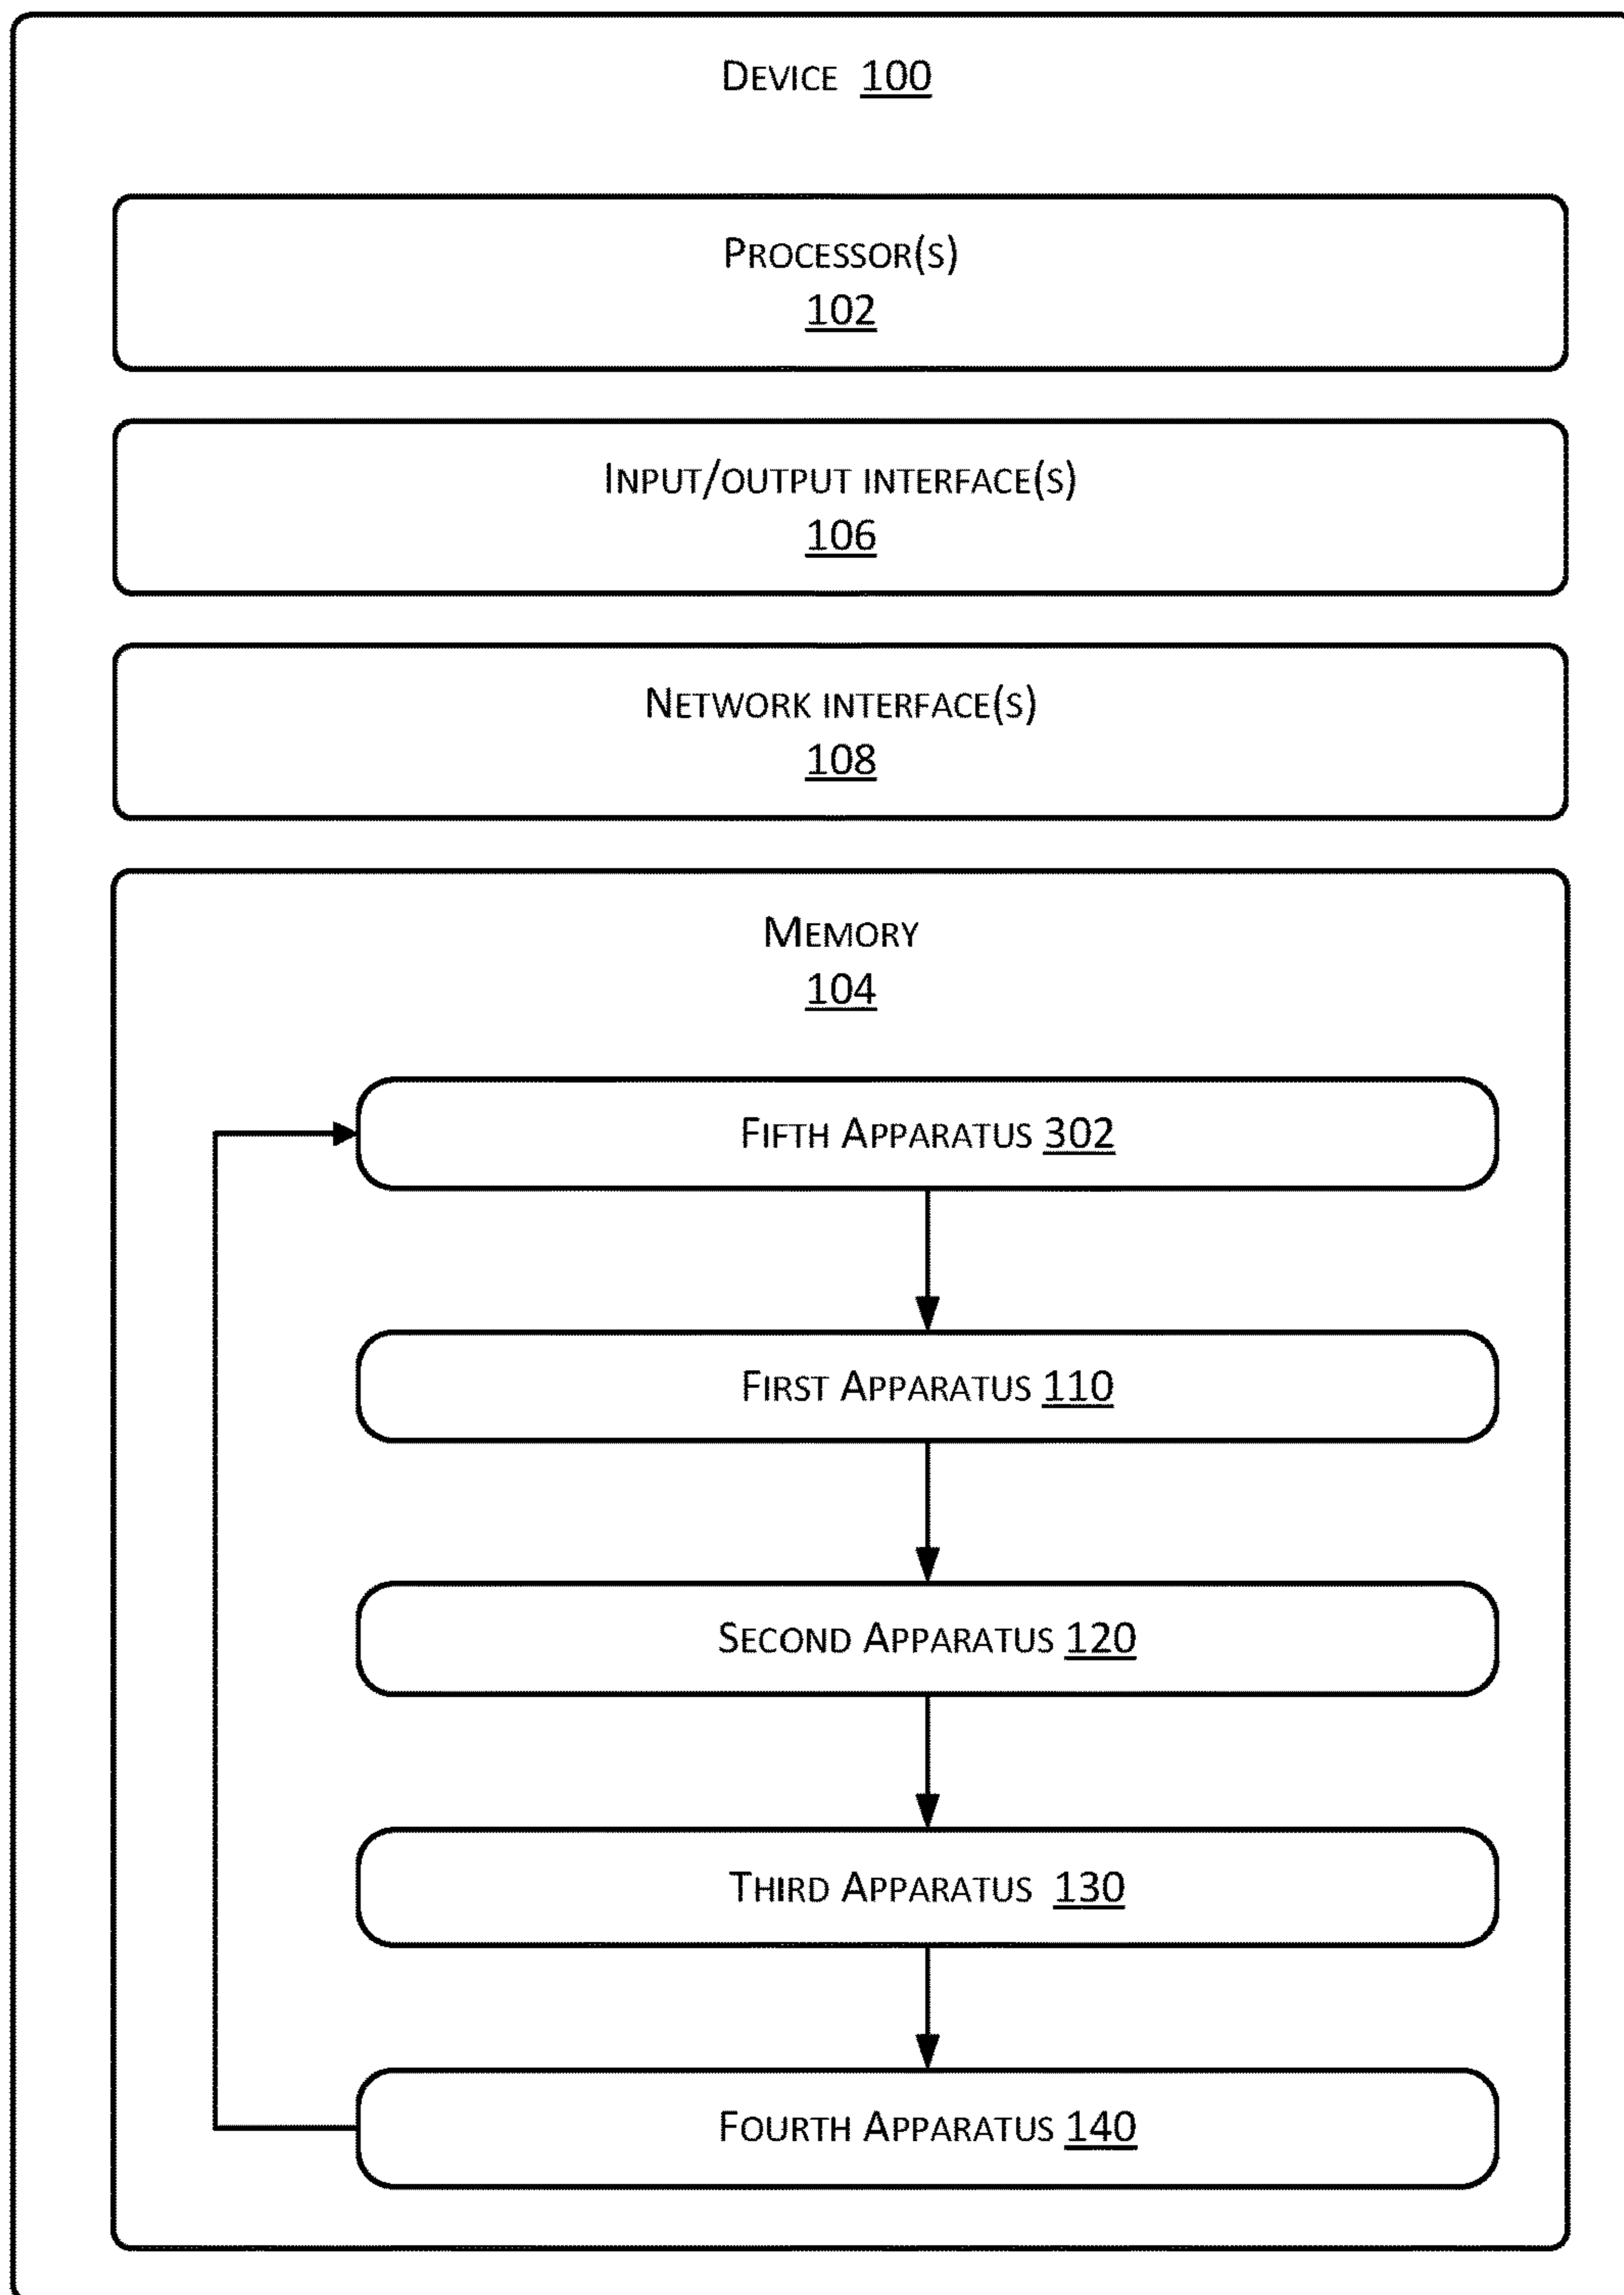 DEVICE 100
PROCESSOR(S)
102
INPUT/OUTPUT INTERFACE(S)
106
NETWORK INTERFACE(S)
108
MEMORY
104
FIFTH APPARATUS 302
FIRST APPARATUS 110
SECOND APPARATUS 120
THIRD APPARATUS 130
FOURTH APPARATUS 140